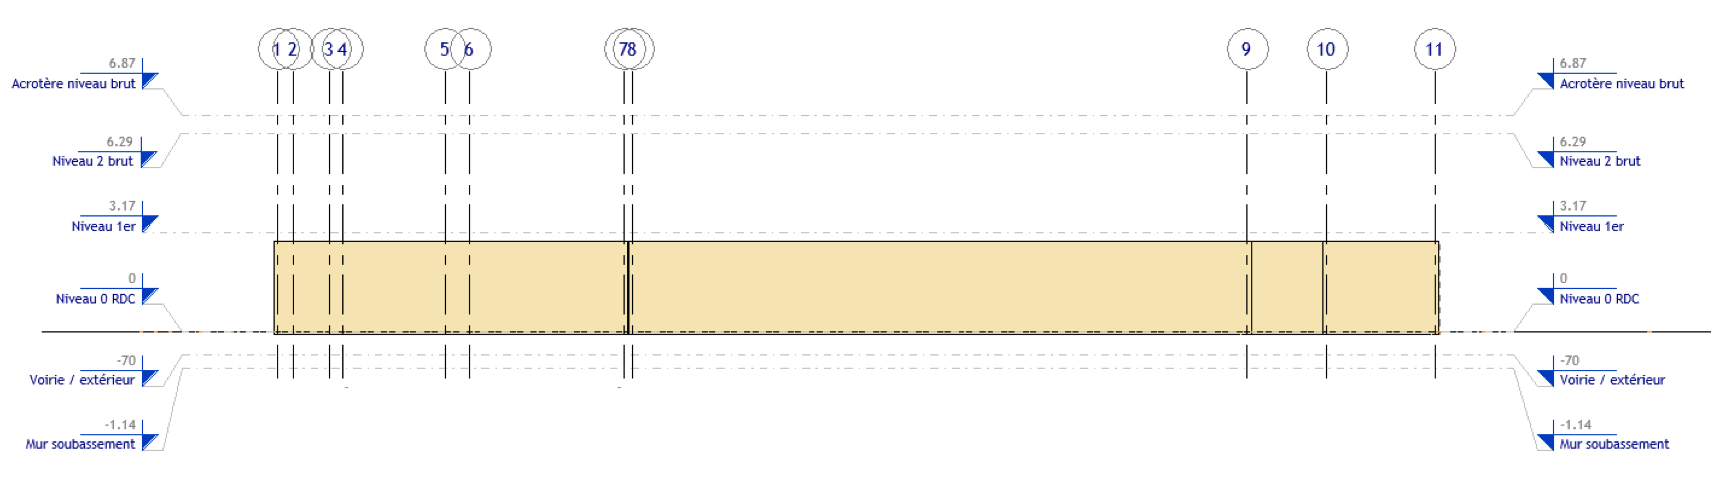 1 2 3 4 5 6 7 8 9 10 11
6.87 6.87
Acrotère niveau brut Acrotère niveau brut
6.29 6.29
Niveau 2 brut Niveau 2 brut
3.17 3.17
Niveau 1er Niveau 1er
0 0
Niveau 0 RDC Niveau 0 RDC
-70 -70
Voirie / extérieur Voirie / extérieur
-1.14 -1.14
Mur soubassement Mur soubassement